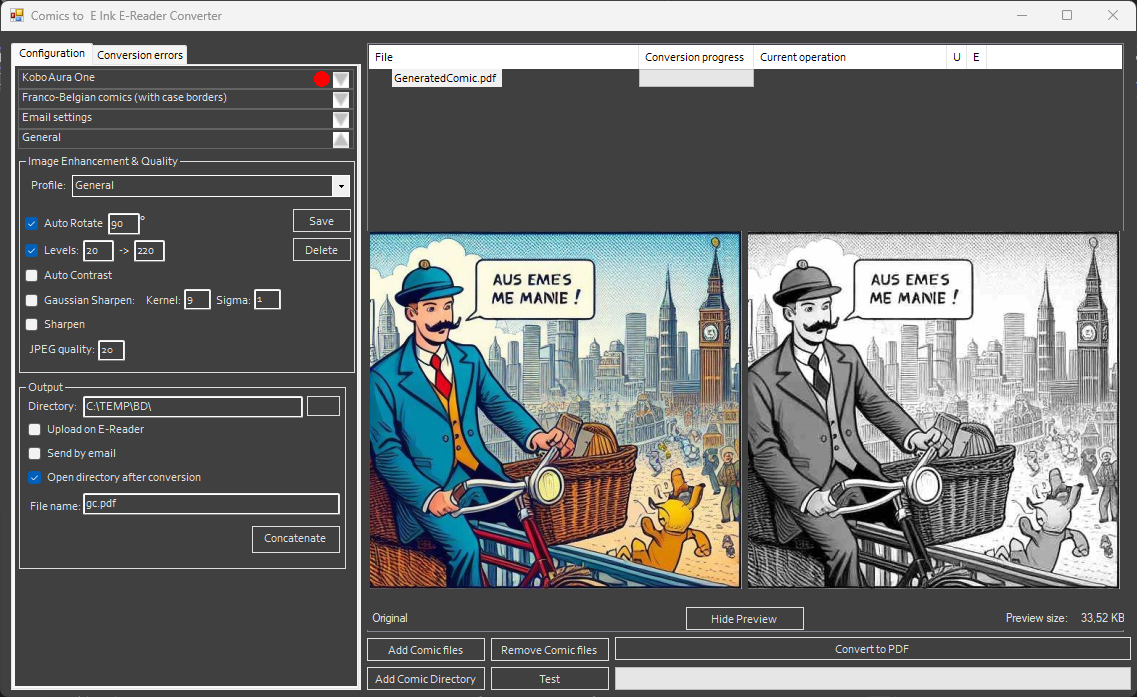 Comics to E Ink E-Reader Converter
Configuration
Conversion errors
Kobo Aura One
Franco-Belgian comics (with case borders)
Email settings
General
Image Enhancement & Quality
Profile: General
Auto Rotate 90 °
Save
Levels: 20 -> 220
Delete
Auto Contrast
Gaussian Sharpen: Kernel: 9 Sigma: 1
Sharpen
JPEG quality: 20
Output
Directory: C:\TEMP\BD\
Upload on E-Reader
Send by email
Open directory after conversion
File name: gc.pdf
Concatenate
File Conversion progress Current operation U E
GeneratedComic.pdf
AUS EMES
ME MANIE !
AUS EMES
ME MANIE !
Original
Hide Preview
Preview size: 33,52 KB
Add Comic files
Remove Comic files
Convert to PDF
Add Comic Directory
Test